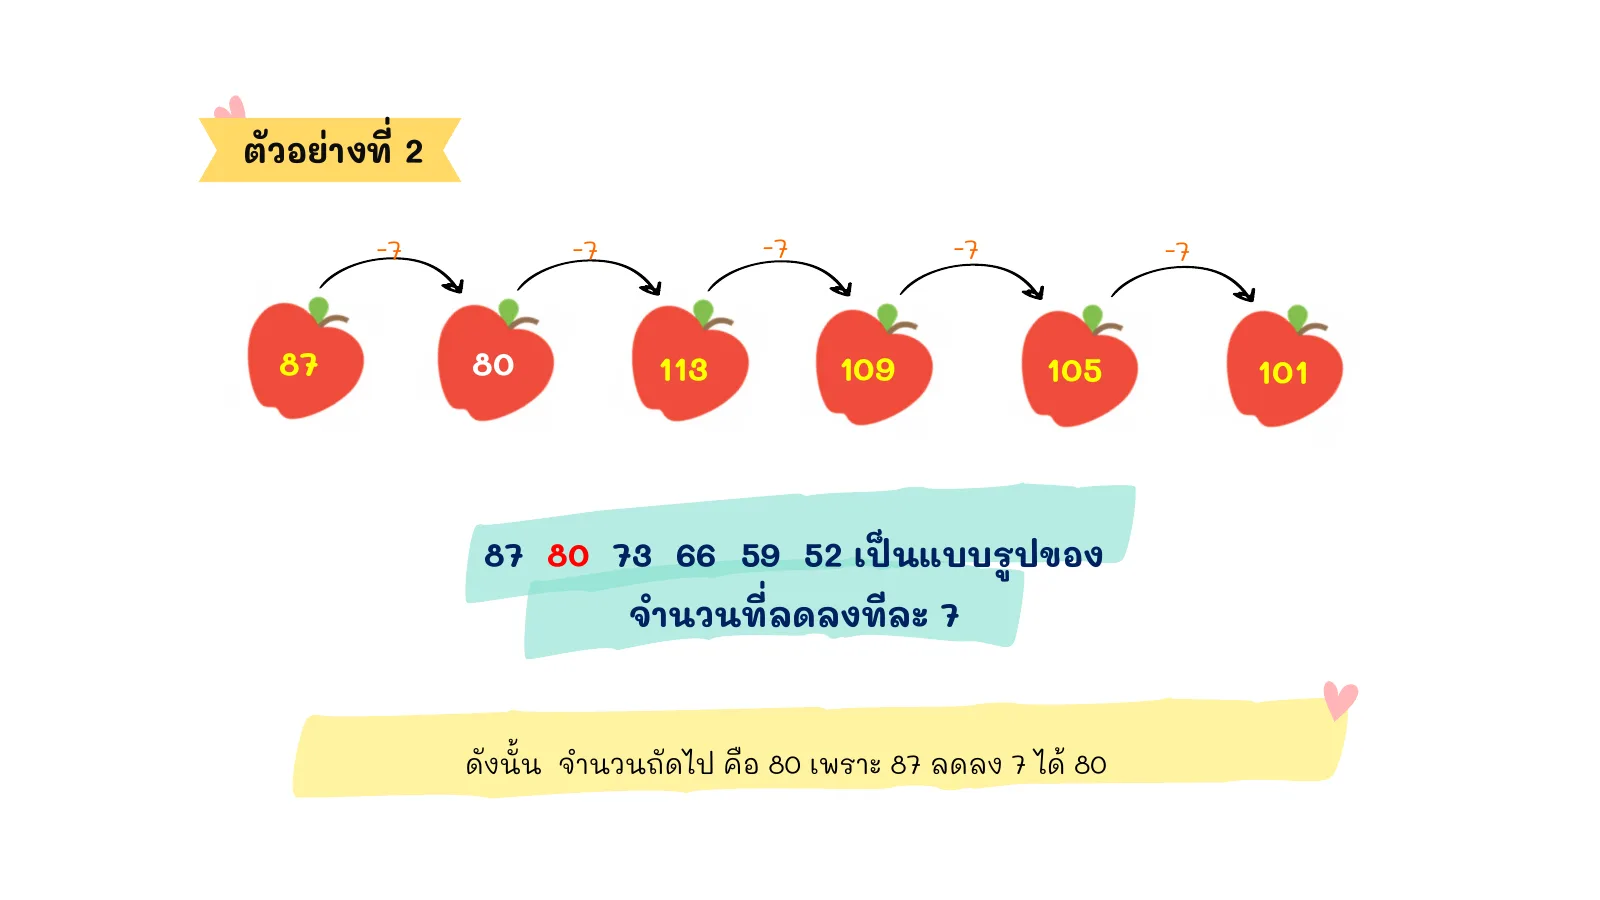 ตัวอย่างที่ 2
-7 -7 -7 -7 -7
87 80 113 109 105 101
87 80 73 66 59 52 เป็นแบบรูปของ
จำนวนที่ลดลงทีละ 7
ดังนั้น จำนวนถัดไป คือ 80 เพราะ 87 ลดลง 7 ได้ 80